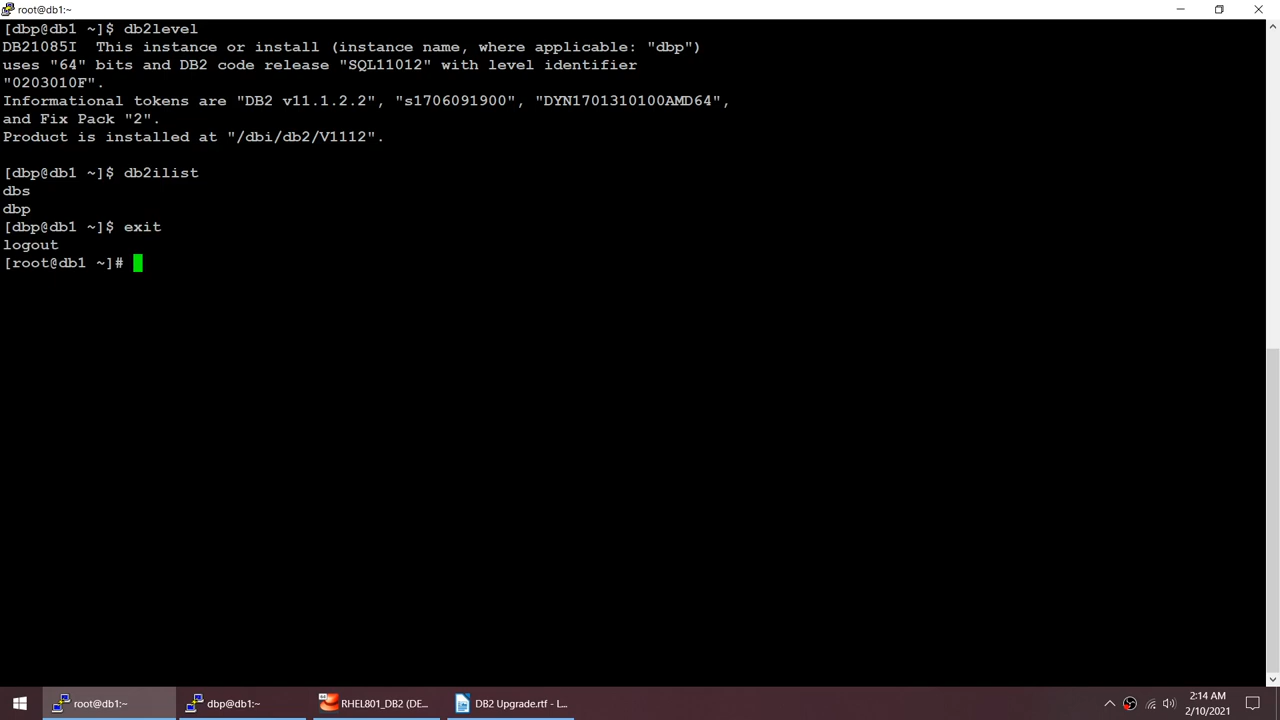 root@db1:~
[dbp@db1 ~]$ db2level
DB21085I  This instance or install (instance name, where applicable: "dbp")
uses "64" bits and DB2 code release "SQL11012" with level identifier
"0203010F".
Informational tokens are "DB2 v11.1.2.2", "s1706091900", "DYN1701310100AMD64",
and Fix Pack "2".
Product is installed at "/dbi/db2/V1112".
[dbp@db1 ~]$ db2ilist
dbs
dbp
[dbp@db1 ~]$ exit
logout
[root@db1 ~]#
root@db1:~
dbp@db1:~
RHEL801_DB2 (DE...
DB2 Upgrade.rtf - L...
2:14 AM
2/10/2021